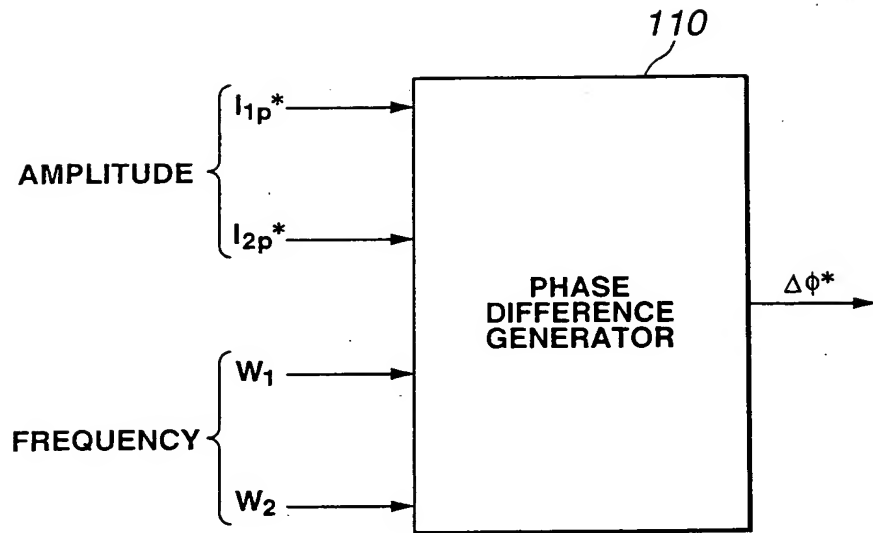 110
I1p*
AMPLITUDE
I2p*
PHASE
DIFFERENCE
GENERATOR
Δϕ*
W1
FREQUENCY
W2